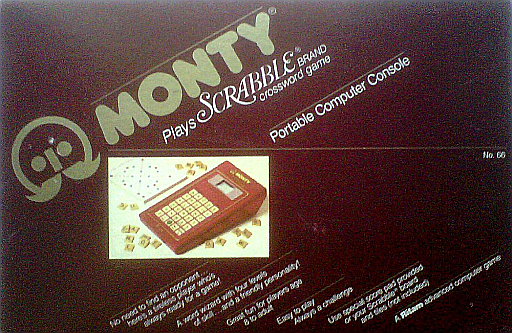 MONTY®
Plays SCRABBLE® BRAND
crossword game
Portable Computer Console
No. 66
MONTY
No need to find an opponent
here's a tireless player who's
always ready for a game!
A word wizard with four levels
of skill... and a friendly personality!
Great fun for players age
8 to adult
Easy to play
Always a challenge
Use special score pad provided
or your Scrabble® Board
and tiles (not included)
A Ritam advanced computer game